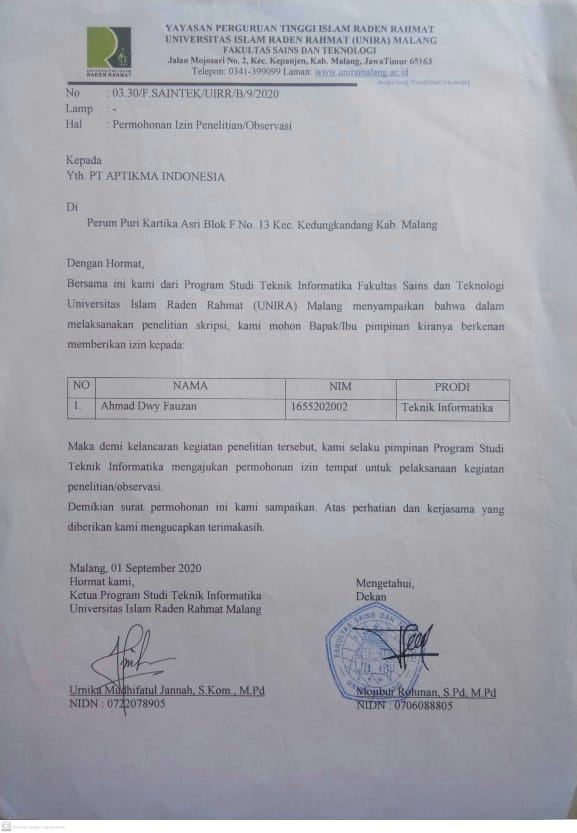 YAYASAN PERGURUAN TINGGI ISLAM RADEN RAHMAT
UNIVERSITAS ISLAM RADEN RAHMAT (UNIRA) MALANG
FAKULTAS SAINS DAN TEKNOLOGI
Jalan Mojosari No. 2, Kec. Kepanjen, Kab. Malang, JawaTimur 65163
Telepon: 0341-399099 Laman: www.uniramalang.ac.id
UNIVERSITAS ISLAM
RADEN RAHMAT
No : 03.30/F.SAINTEK/UIRR/B/9/2020
Lamp : -
Hal : Permohonan Izin Penelitian/Observasi
Kepada
Yth. PT APTIKMA INDONESIA
Di
Perum Puri Kartika Asri Blok F No. 13 Kec. Kedungkandang Kab. Malang
Dengan Hormat,
Bersama ini kami dari Program Studi Teknik Informatika Fakultas Sains dan Teknologi
Universitas Islam Raden Rahmat (UNIRA) Malang menyampaikan bahwa dalam
melaksanakan penelitian skripsi, kami mohon Bapak/Ibu pimpinan kiranya berkenan
memberikan izin kepada:
NO NAMA NIM PRODI
1. Ahmad Dwy Fauzan 1655202002 Teknik Informatika
Maka demi kelancaran kegiatan penelitian tersebut, kami selaku pimpinan Program Studi
Teknik Informatika mengajukan permohonan izin tempat untuk pelaksanaan kegiatan
penelitian/observasi.
Demikian surat permohonan ini kami sampaikan. Atas perhatian dan kerjasama yang
diberikan kami mengucapkan terimakasih.
Malang, 01 September 2020
Hormat kami,
Ketua Program Studi Teknik Informatika
Universitas Islam Raden Rahmat Malang
Urnika Mudhifatul Jannah, S.Kom., M.Pd
NIDN : 0722078905
Mengetahui,
Dekan
FAKULTAS SAINS DAN
Mojibur Rohman, S.Pd, M.Pd
NIDN : 0706088805